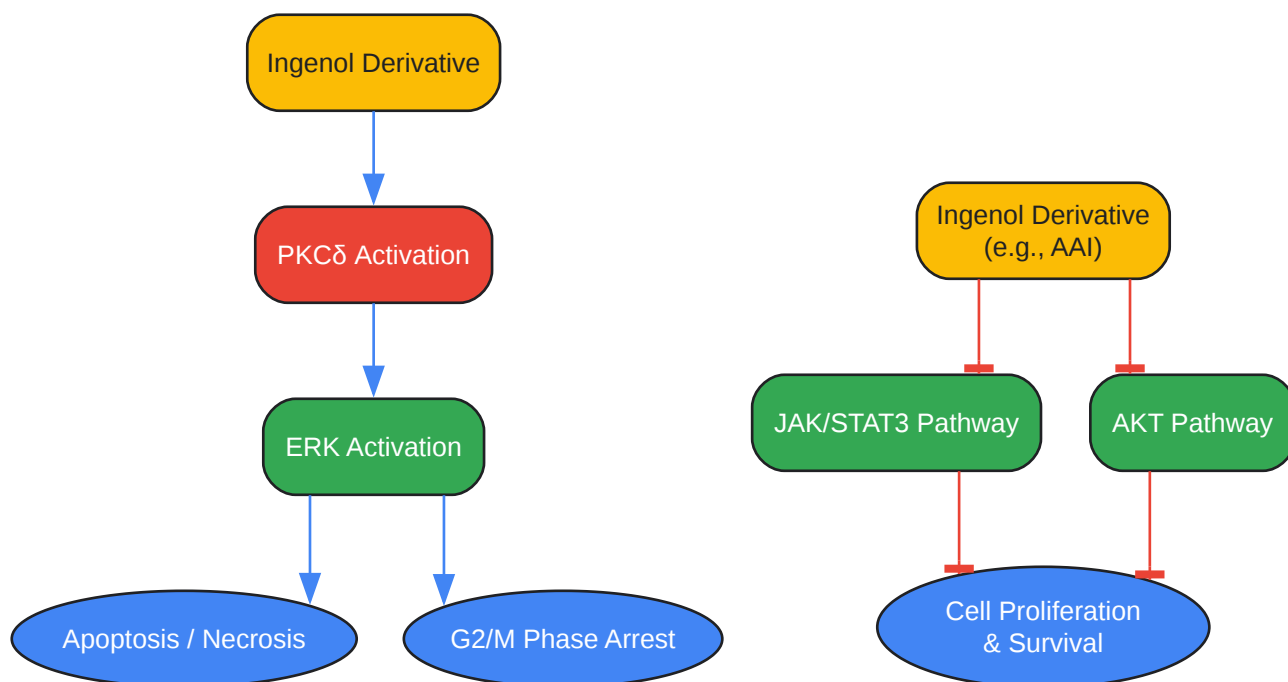 Ingenol Derivative
PKCδ Activation
ERK Activation
Apoptosis / Necrosis
G2/M Phase Arrest
Ingenol Derivative
(e.g., AAI)
JAK/STAT3 Pathway
AKT Pathway
Cell Proliferation
& Survival